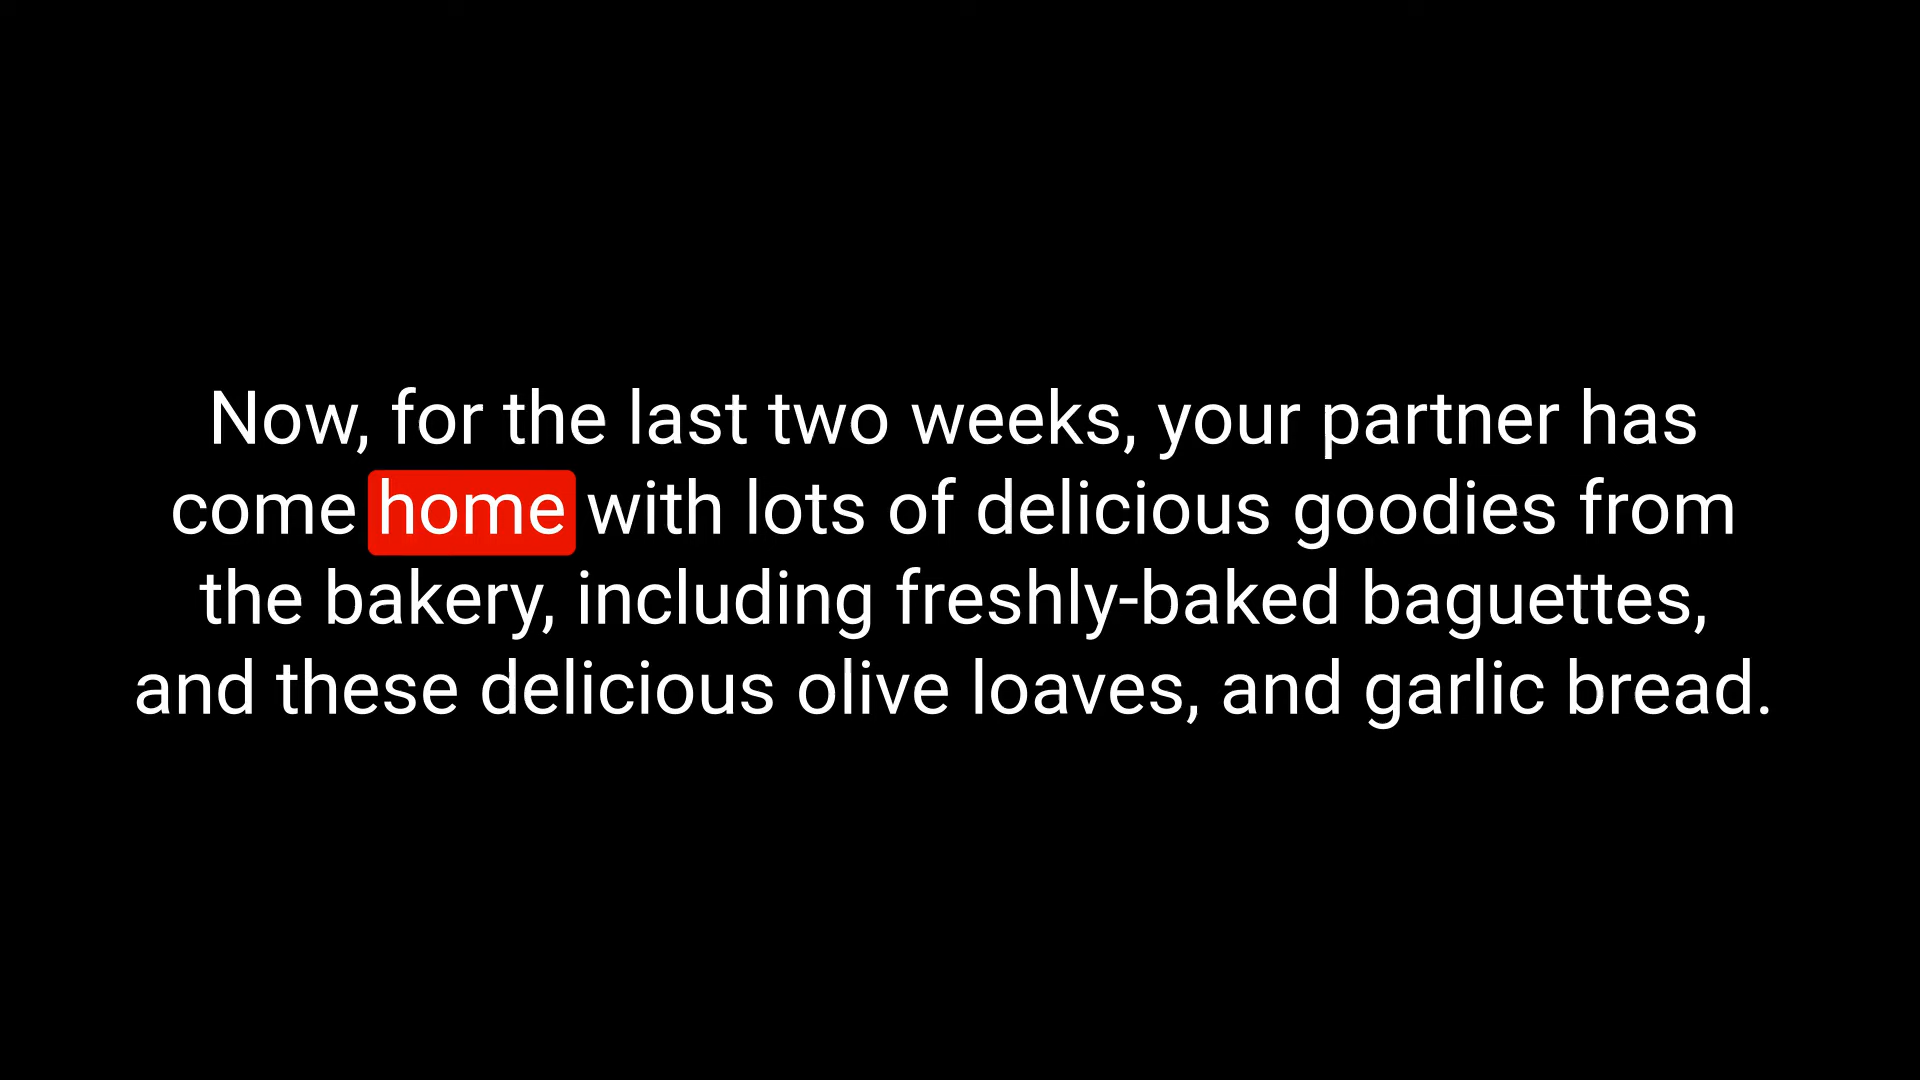 Now, for the last two weeks, your partner has
come home with lots of delicious goodies from
the bakery, including freshly-baked baguettes,
and these delicious olive loaves, and garlic bread.